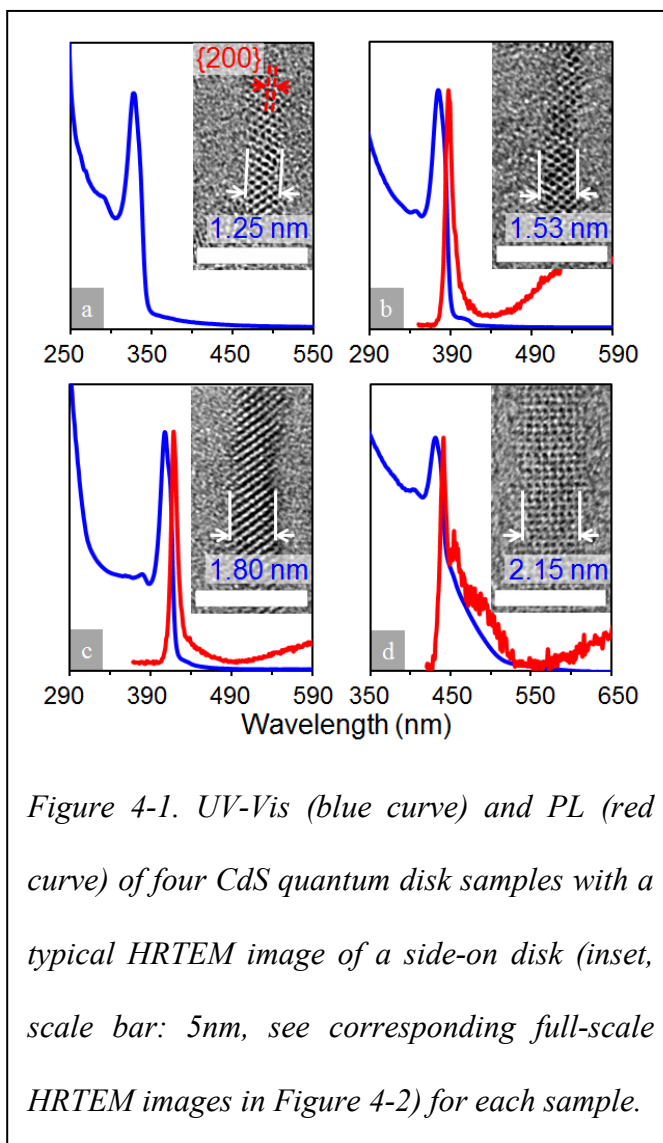 {200}
1.25 nm
a
250 350 450 550
1.53 nm
b
290 390 490 590
1.80 nm
c
290 390 490 590
2.15 nm
d
350 450 550 650
Wavelength (nm)
Figure 4-1. UV-Vis (blue curve) and PL (red
curve) of four CdS quantum disk samples with a
typical HRTEM image of a side-on disk (inset,
scale bar: 5nm, see corresponding full-scale
HRTEM images in Figure 4-2) for each sample.